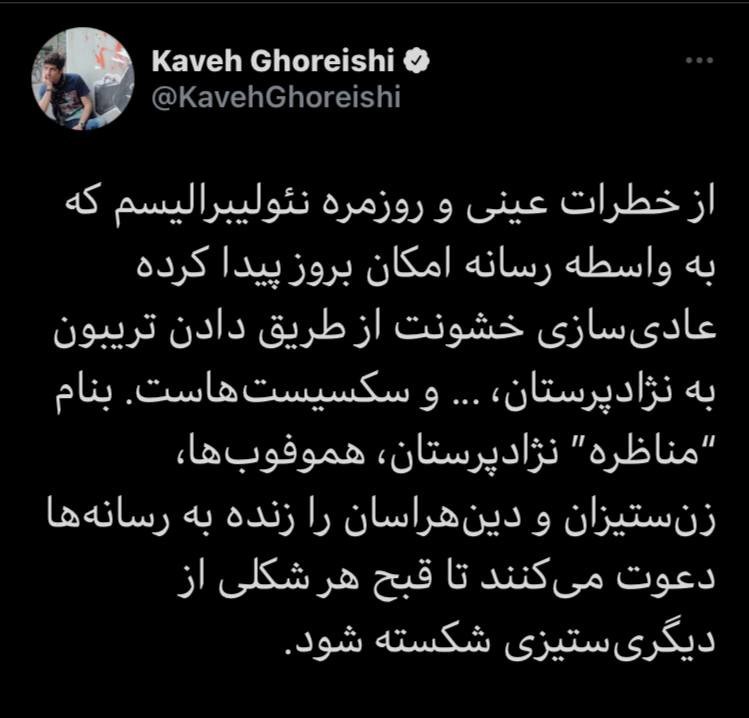 Kaveh Ghoreishi
@KavehGhoreishi
از خطرات عینی و روزمره نئولیبرالیسم که
به واسطه رسانه امکان بروز پیدا کرده
عادی‌سازی خشونت از طریق دادن تریبون
به نژادپرستان، ... و سکسیست‌هاست. بنام
“مناظره” نژادپرستان، هموفوب‌ها،
زن‌ستیزان و دین‌هراسان را زنده به رسانه‌ها
دعوت می‌کنند تا قبح هر شکلی از
دیگری‌ستیزی شکسته شود.